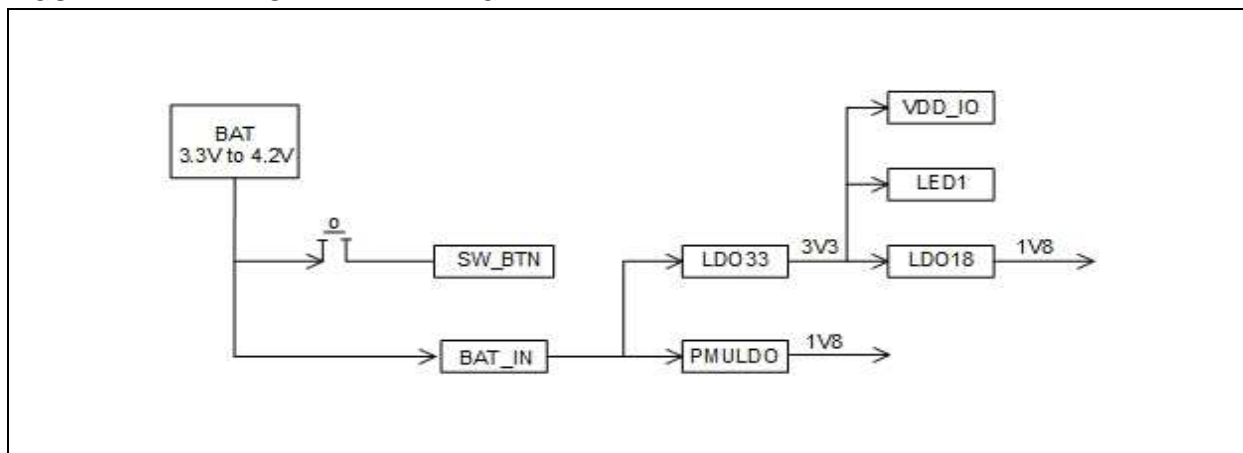 BAT
3.3V to 4.2V
VDD_IO
LED1
SW_BTN
LDO33
3V3
LDO18
1V8
BAT_IN
PMULDO
1V8